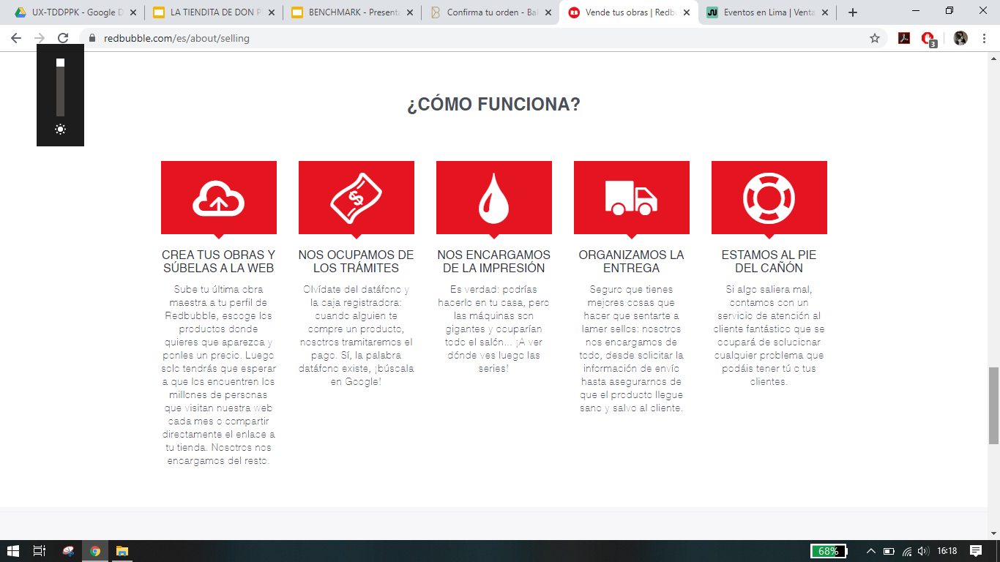 UX-TDDPPK - Google D
LA TIENDITA DE DON P
BENCHMARK - Presenta
Confirma tu orden - Bab
Vende tus obras | Redbu
Eventos en Lima | Venta
redbubble.com/es/about/selling
3
¿CÓMO FUNCIONA?
$
CREA TUS OBRAS Y
SÚBELAS A LA WEB
Sube tu última obra
maestra a tu perfil de
Redbubble, escoge los
productos donde
quieres que aparezca y
ponles un precio. Luego
solo tendrás que esperar
a que los encuentren los
millones de personas
que visitan nuestra web
cada mes o compartir
directamente el enlace a
tu tienda. Nosotros nos
encargamos del resto.
NOS OCUPAMOS DE
LOS TRÁMITES
Olvídate del datáfono y
la caja registradora:
cuando alguien te
compre un producto,
nosotros tramitaremos el
pago. Sí, la palabra
datáfono existe, ¡búscala
en Google!
NOS ENCARGAMOS
DE LA IMPRESIÓN
Es verdad: podrías
hacerlo en tu casa, pero
las máquinas son
gigantes y ocuparían
todo el salón... ¡A ver
dónde ves luego las
series!
ORGANIZAMOS LA
ENTREGA
Seguro que tienes
mejores cosas que
hacer que sentarte a
lamer sellos: nosotros
nos encargamos de
todo, desde solicitar la
información de envío
hasta asegurarnos de
que el producto llegue
sano y salvo al cliente.
ESTAMOS AL PIE
DEL CAÑÓN
Si algo saliera mal,
contamos con un
servicio de atención al
cliente fantástico que se
ocupará de solucionar
cualquier problema que
podáis tener tú o tus
clientes.
68%
16:18